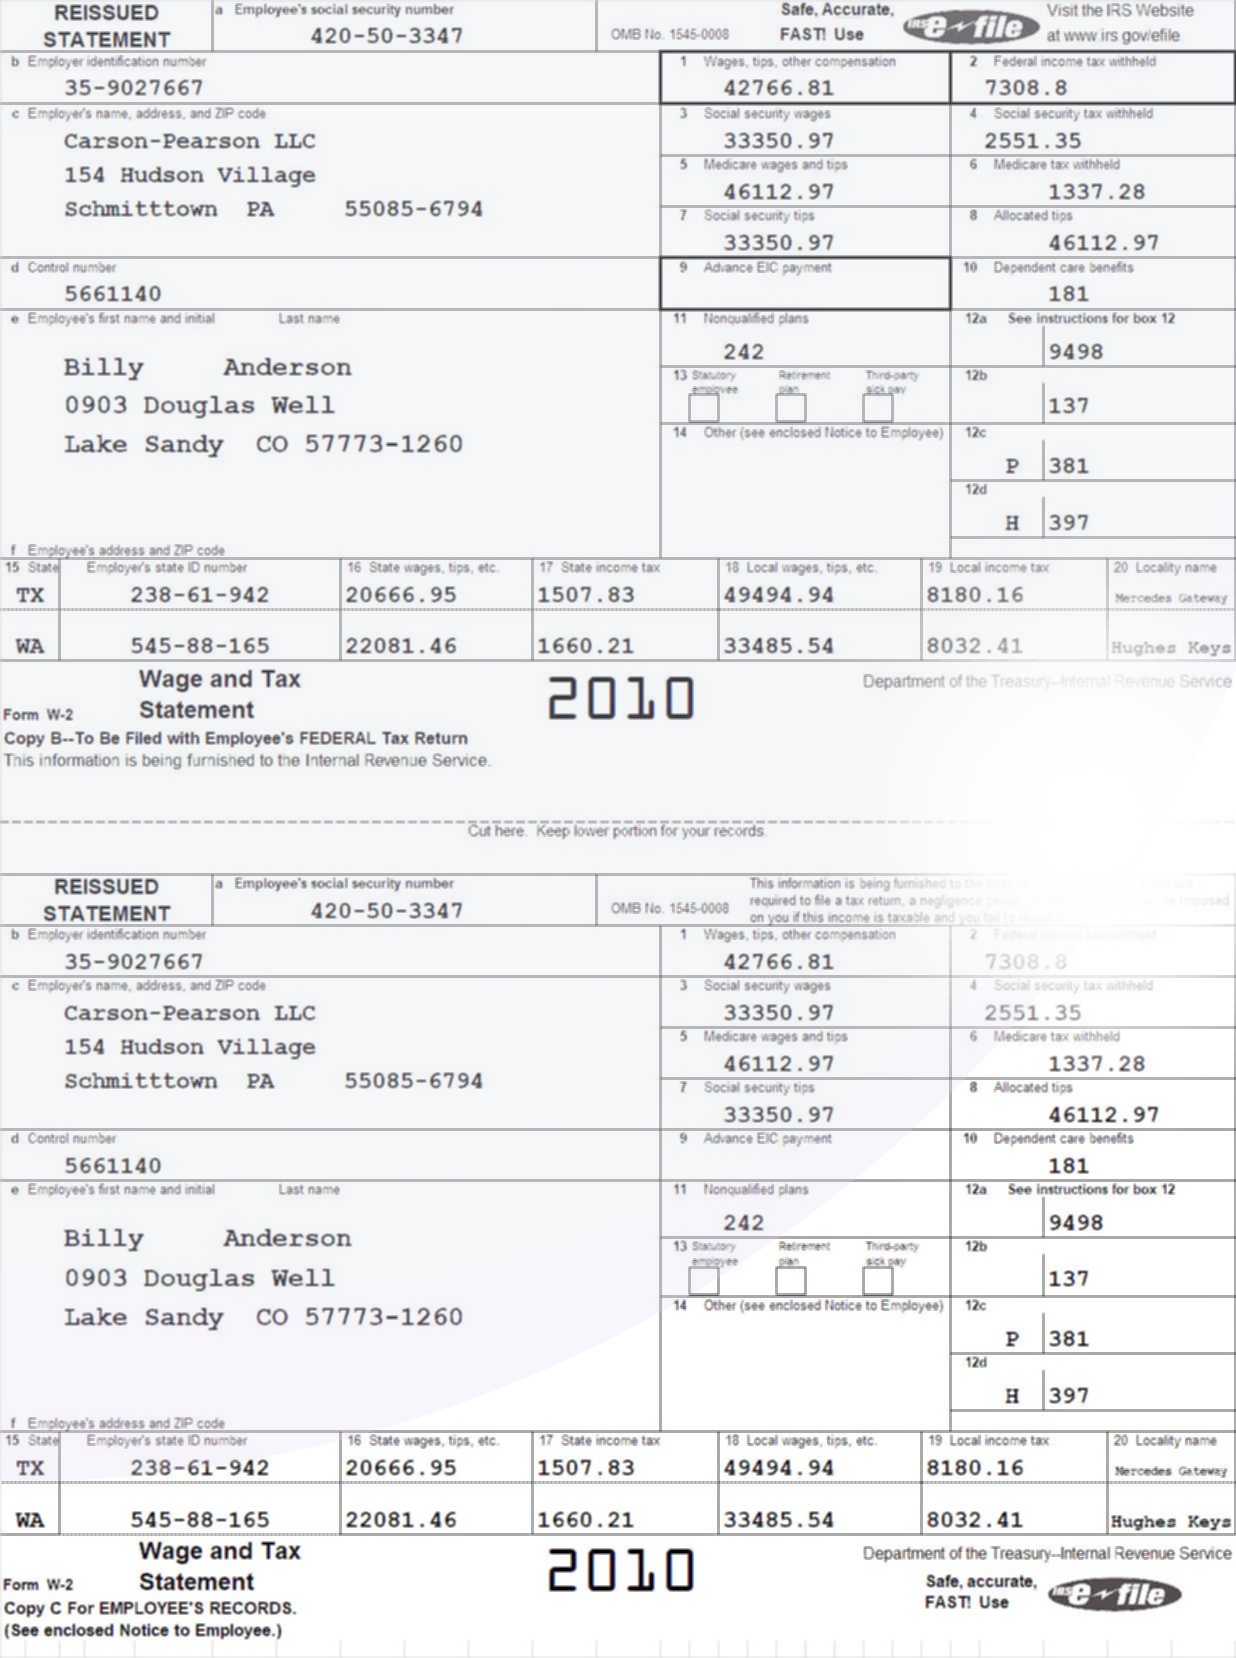 REISSUED STATEMENT
a Employee's social security number
420-50-3347
OMB No. 1545-0008
Safe, Accurate, FAST! Use
IRS e-file
Visit the IRS Website at www.irs.gov/efile
b Employer identification number
35-9027667
1 Wages, tips, other compensation
42766.81
2 Federal income tax withheld
7308.8
c Employer's name, address, and ZIP code
Carson-Pearson LLC
154 Hudson Village
Schmitttown PA 55085-6794
3 Social security wages
33350.97
4 Social security tax withheld
2551.35
5 Medicare wages and tips
46112.97
6 Medicare tax withheld
1337.28
7 Social security tips
33350.97
8 Allocated tips
46112.97
d Control number
5661140
9 Advance EIC payment
10 Dependent care benefits
181
e Employee's first name and initial Last name
Billy Anderson
0903 Douglas Well
Lake Sandy CO 57773-1260
11 Nonqualified plans
242
12a See instructions for box 12
9498
13 Statutory employee Retirement plan Third-party sick pay
12b
137
14 Other (see enclosed Notice to Employee)
12c
P 381
12d
H 397
f Employee's address and ZIP code
15 State Employer's state ID number 16 State wages, tips, etc. 17 State income tax 18 Local wages, tips, etc. 19 Local income tax 20 Locality name
TX 238-61-942 20666.95 1507.83 49494.94 8180.16 Mercedes Gateway
WA 545-88-165 22081.46 1660.21 33485.54 8032.41 Hughes Keys
Form W-2 Wage and Tax Statement
2010
Department of the Treasury--Internal Revenue Service
Copy B--To Be Filed with Employee's FEDERAL Tax Return
This information is being furnished to the Internal Revenue Service.
Cut here. Keep lower portion for your records.
REISSUED STATEMENT
a Employee's social security number
420-50-3347
OMB No. 1545-0008
This information is being furnished to the
required to file a tax return, a negligence
on you if this income is taxable and you fail to report it.
b Employer identification number
35-9027667
1 Wages, tips, other compensation
42766.81
2 Federal income tax withheld
7308.8
c Employer's name, address, and ZIP code
Carson-Pearson LLC
154 Hudson Village
Schmitttown PA 55085-6794
3 Social security wages
33350.97
4 Social security tax withheld
2551.35
5 Medicare wages and tips
46112.97
6 Medicare tax withheld
1337.28
7 Social security tips
33350.97
8 Allocated tips
46112.97
d Control number
5661140
9 Advance EIC payment
10 Dependent care benefits
181
e Employee's first name and initial Last name
Billy Anderson
0903 Douglas Well
Lake Sandy CO 57773-1260
11 Nonqualified plans
242
12a See instructions for box 12
9498
13 Statutory employee Retirement plan Third-party sick pay
12b
137
14 Other (see enclosed Notice to Employee)
12c
P 381
12d
H 397
f Employee's address and ZIP code
15 State Employer's state ID number 16 State wages, tips, etc. 17 State income tax 18 Local wages, tips, etc. 19 Local income tax 20 Locality name
TX 238-61-942 20666.95 1507.83 49494.94 8180.16 Mercedes Gateway
WA 545-88-165 22081.46 1660.21 33485.54 8032.41 Hughes Keys
Form W-2 Wage and Tax Statement
2010
Department of the Treasury--Internal Revenue Service
Safe, accurate, FAST! Use
IRS e-file
Copy C For EMPLOYEE'S RECORDS.
(See enclosed Notice to Employee.)